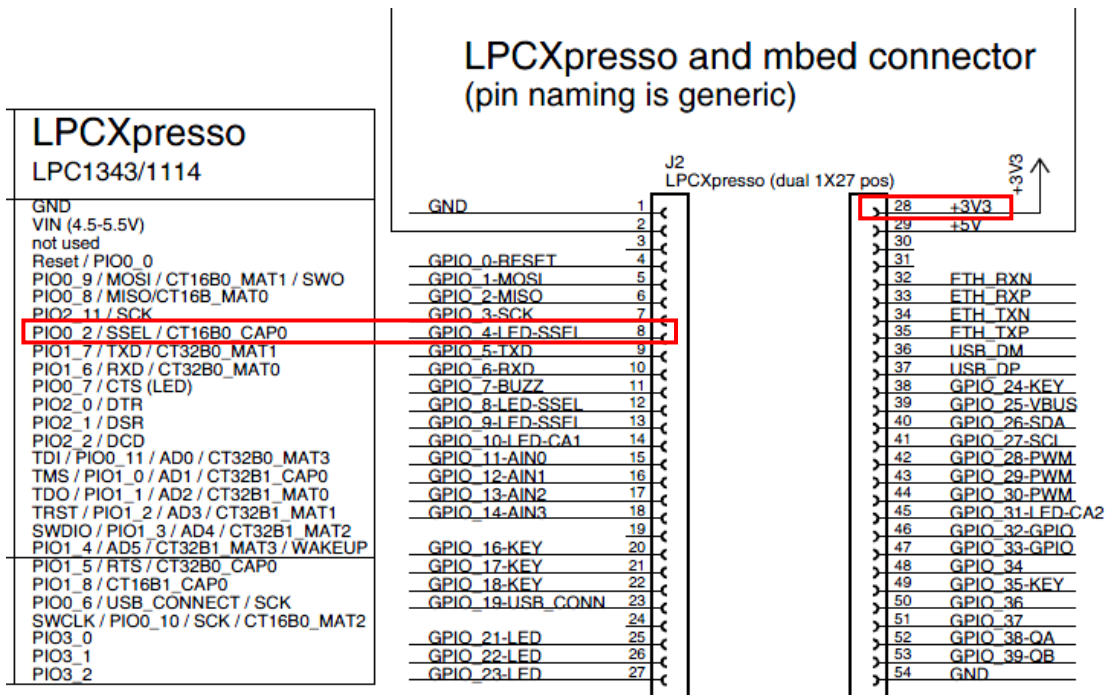 LPCXpresso and mbed connector
(pin naming is generic)
LPCXpresso
LPC1343/1114
J2
LPCXpresso (dual 1X27 pos)
+3V3
GND
VIN (4.5-5.5V)
not used
Reset / PIO0_0
PIO0_9 / MOSI / CT16B0_MAT1 / SWO
PIO0_8 / MISO/CT16B_MAT0
PIO2_11 / SCK
PIO0_2 / SSEL / CT16B0_CAP0
PIO1_7 / TXD / CT32B0_MAT1
PIO1_6 / RXD / CT32B0_MAT0
PIO0_7 / CTS (LED)
PIO2_0 / DTR
PIO2_1 / DSR
PIO2_2 / DCD
TDI / PIO0_11 / AD0 / CT32B0_MAT3
TMS / PIO1_0 / AD1 / CT32B1_CAP0
TDO / PIO1_1 / AD2 / CT32B1_MAT0
TRST / PIO1_2 / AD3 / CT32B1_MAT1
SWDIO / PIO1_3 / AD4 / CT32B1_MAT2
PIO1_4 / AD5 / CT32B1_MAT3 / WAKEUP
PIO1_5 / RTS / CT32B0_CAP0
PIO1_8 / CT16B1_CAP0
PIO0_6 / USB_CONNECT / SCK
SWCLK / PIO0_10 / SCK / CT16B0_MAT2
PIO3_0
PIO3_1
PIO3_2
GND 1
2
3
GPIO_0-RESET 4
GPIO_1-MOSI 5
GPIO_2-MISO 6
GPIO_3-SCK 7
GPIO_4-LED-SSEL 8
GPIO_5-TXD 9
GPIO_6-RXD 10
GPIO_7-BUZZ 11
GPIO_8-LED-SSEL 12
GPIO_9-LED-SSEL 13
GPIO_10-LED-CA1 14
GPIO_11-AIN0 15
GPIO_12-AIN1 16
GPIO_13-AIN2 17
GPIO_14-AIN3 18
19
GPIO_16-KEY 20
GPIO_17-KEY 21
GPIO_18-KEY 22
GPIO_19-USB_CONN 23
24
GPIO_21-LED 25
GPIO_22-LED 26
GPIO_23-LED 27
28 +3V3
29 +5V
30
31
32 ETH_RXN
33 ETH_RXP
34 ETH_TXN
35 ETH_TXP
36 USB_DM
37 USB_DP
38 GPIO_24-KEY
39 GPIO_25-VBUS
40 GPIO_26-SDA
41 GPIO_27-SCL
42 GPIO_28-PWM
43 GPIO_29-PWM
44 GPIO_30-PWM
45 GPIO_31-LED-CA2
46 GPIO_32-GPIO
47 GPIO_33-GPIO
48 GPIO_34
49 GPIO_35-KEY
50 GPIO_36
51 GPIO_37
52 GPIO_38-QA
53 GPIO_39-QB
54 GND